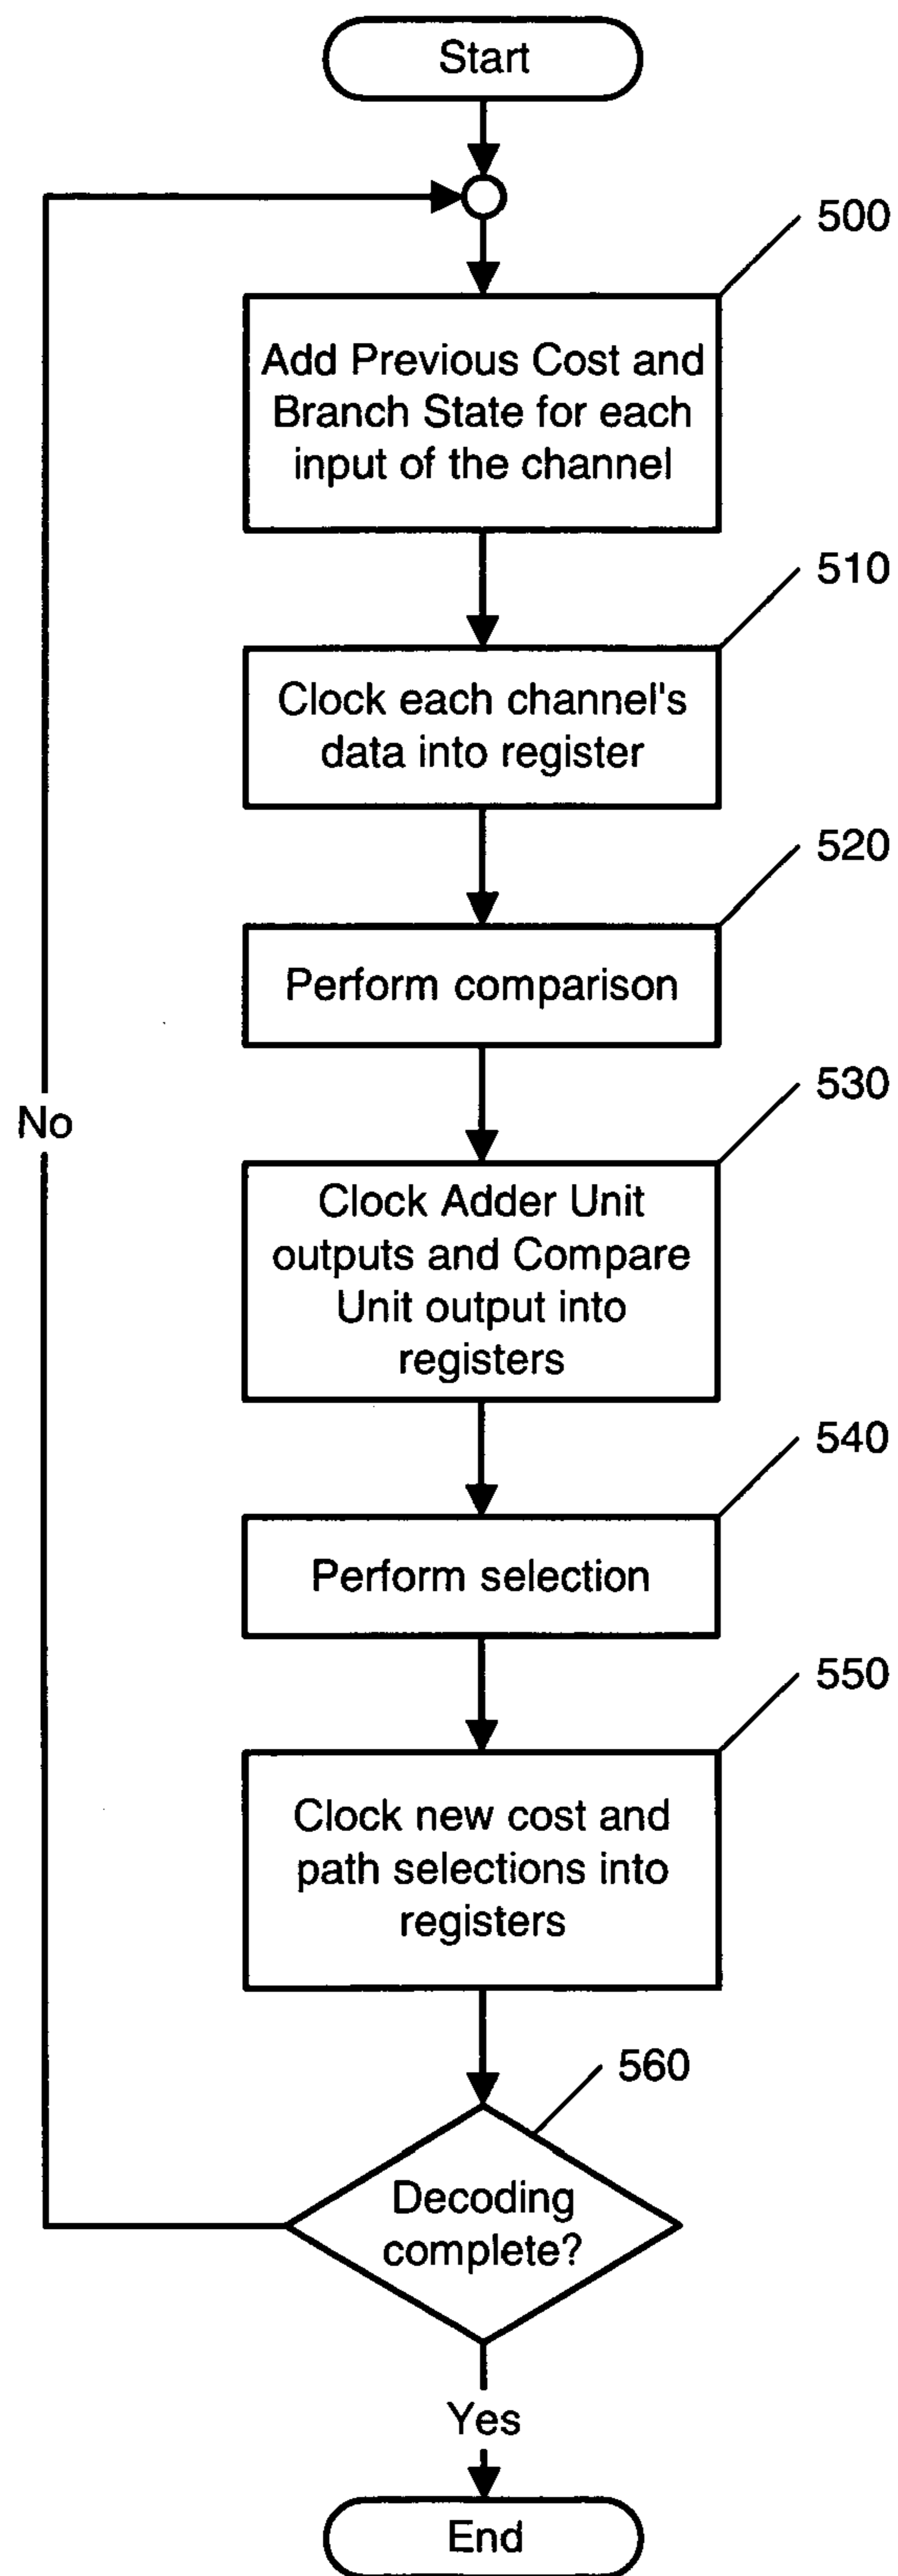 Start
500
Add Previous Cost and
Branch State for each
input of the channel
510
Clock each channel's
data into register
520
Perform comparison
530
No
Clock Adder Unit
outputs and Compare
Unit output into
registers
540
Perform selection
550
Clock new cost and
path selections into
registers
560
Decoding
complete?
Yes
End